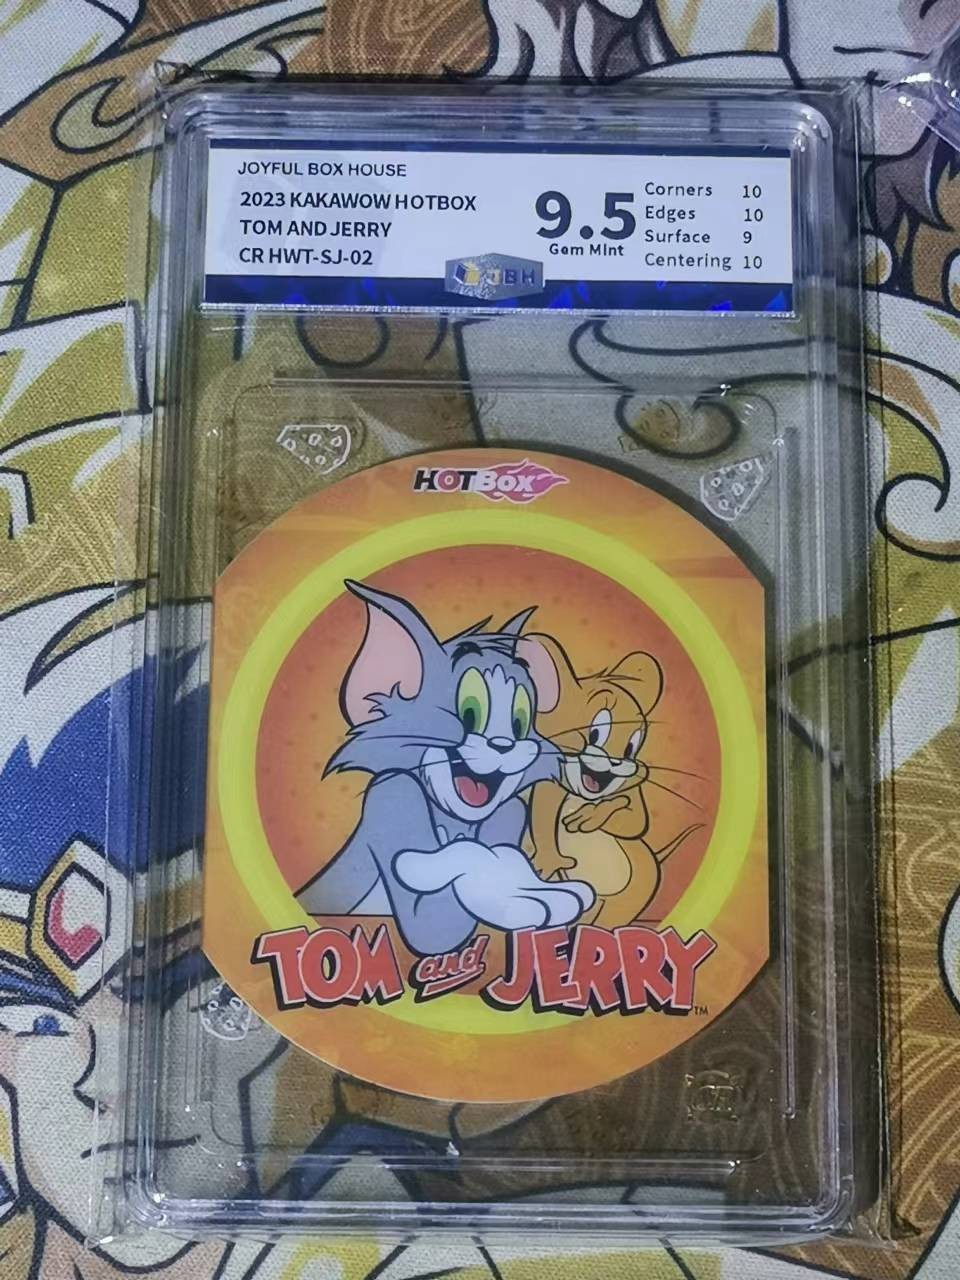 JOYFUL BOX HOUSE
2023 KAKAWOW HOTBOX
TOM AND JERRY
CR HWT-SJ-02
9.5
Gem Mint
Corners 10
Edges 10
Surface 9
Centering 10
JBH
HOTBOX
TOM and JERRY
TM
CR